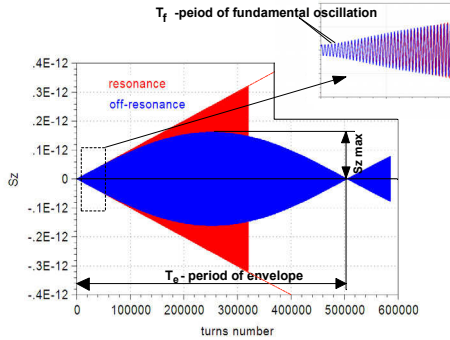 T_f -peiod of fundamental oscillation
.4E-12
.3E-12
.2E-12
.1E-12
0
.1E-12
-.2E-12
-.3E-12
-.4E-12
Sz
resonance
off-resonance
Sz max
T_e - period of envelope
0 100000 200000 300000 400000 500000 600000
turns number